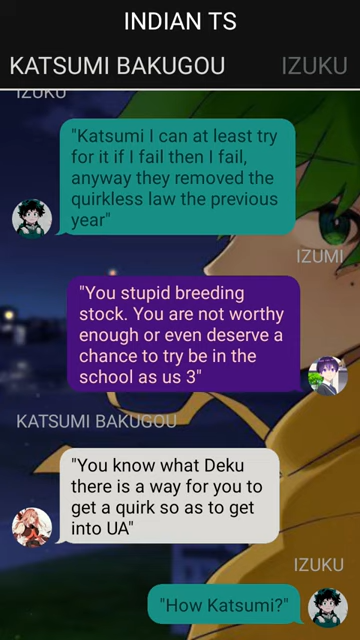 INDIAN TS
KATSUMI BAKUGOU IZUKU
IZUKU
"Katsumi I can at least try
for it if I fail then I fail,
anyway they removed the
quirkless law the previous
year"
IZUMI
"You stupid breeding
stock. You are not worthy
enough or even deserve a
chance to try be in the
school as us 3"
KATSUMI BAKUGOU
"You know what Deku
there is a way for you to
get a quirk so as to get
into UA"
IZUKU
"How Katsumi?"